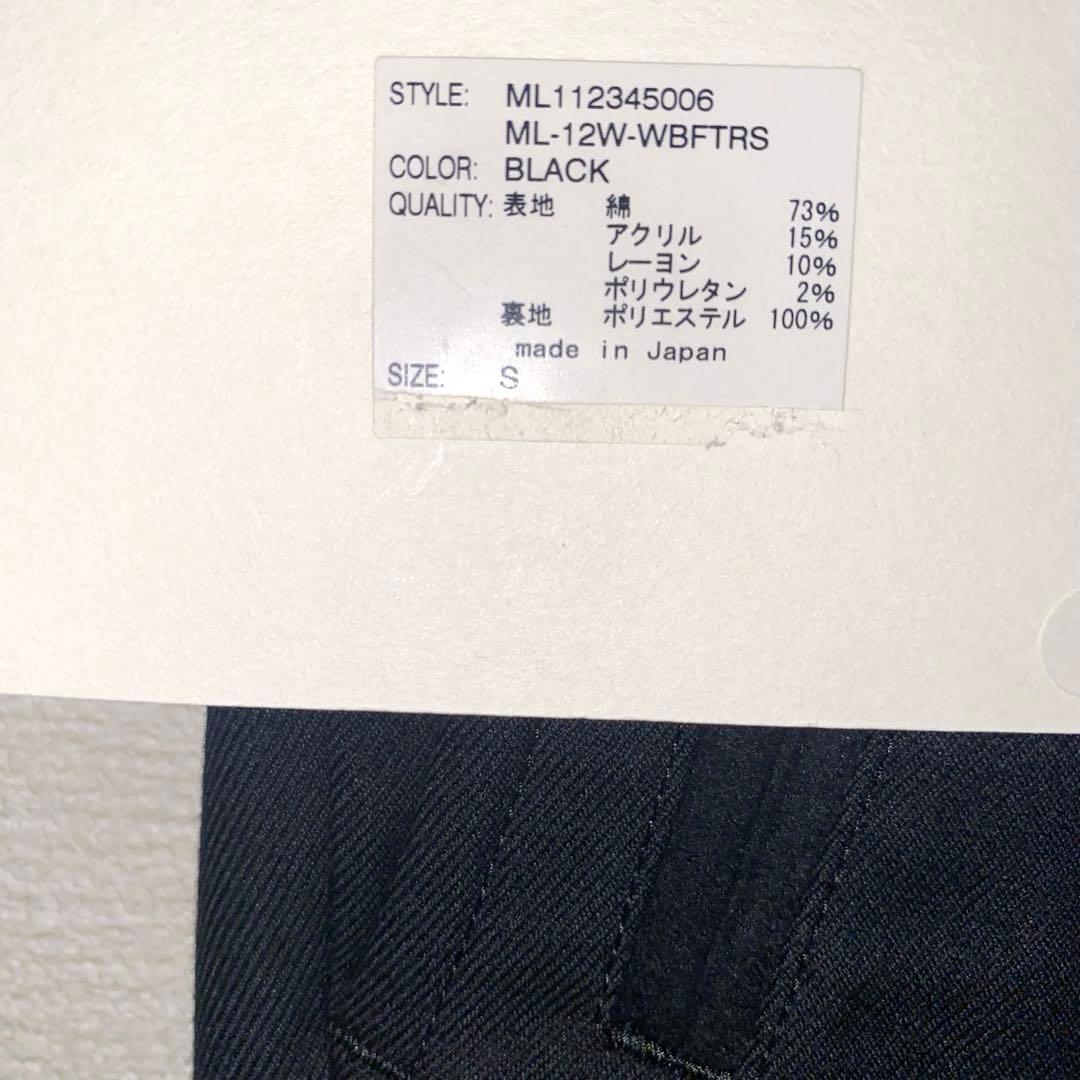 STYLE: ML112345006
ML-12W-WBFTRS
COLOR: BLACK
QUALITY: 表地 綿 73%
アクリル 15%
レーヨン 10%
ポリウレタン 2%
裏地 ポリエステル 100%
made in Japan
SIZE: S